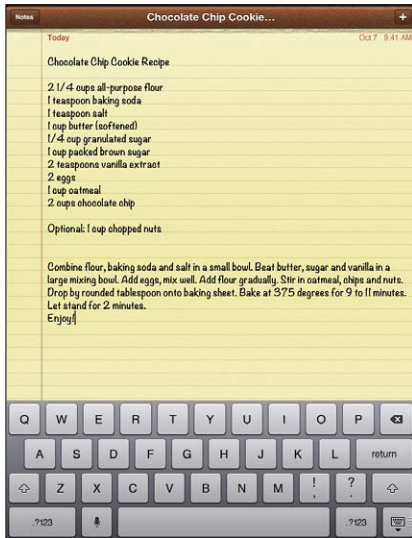 Notes
Chocolate Chip Cookie...
+
Today
Oct 7 9:41 AM
Chocolate Chip Cookie Recipe
2 1/4 cups all-purpose flour
1 teaspoon baking soda
1 teaspoon salt
1 cup butter (softened)
1/4 cup granulated sugar
1 cup packed brown sugar
2 teaspoons vanilla extract
2 eggs
1 cup oatmeal
2 cups chocolate chip
Optional: 1 cup chopped nuts
Combine flour, baking soda and salt in a small bowl. Beat butter, sugar and vanilla in a
large mixing bowl. Add eggs, mix well. Add flour gradually. Stir in oatmeal, chips and nuts.
Drop by rounded tablespoon onto baking sheet. Bake at 375 degrees for 9 to 11 minutes.
Let stand for 2 minutes.
Enjoy!
Q W E R T Y U I O P
A S D F G H J K L return
Z X C V B N M ! , ? .
.?123 .?123